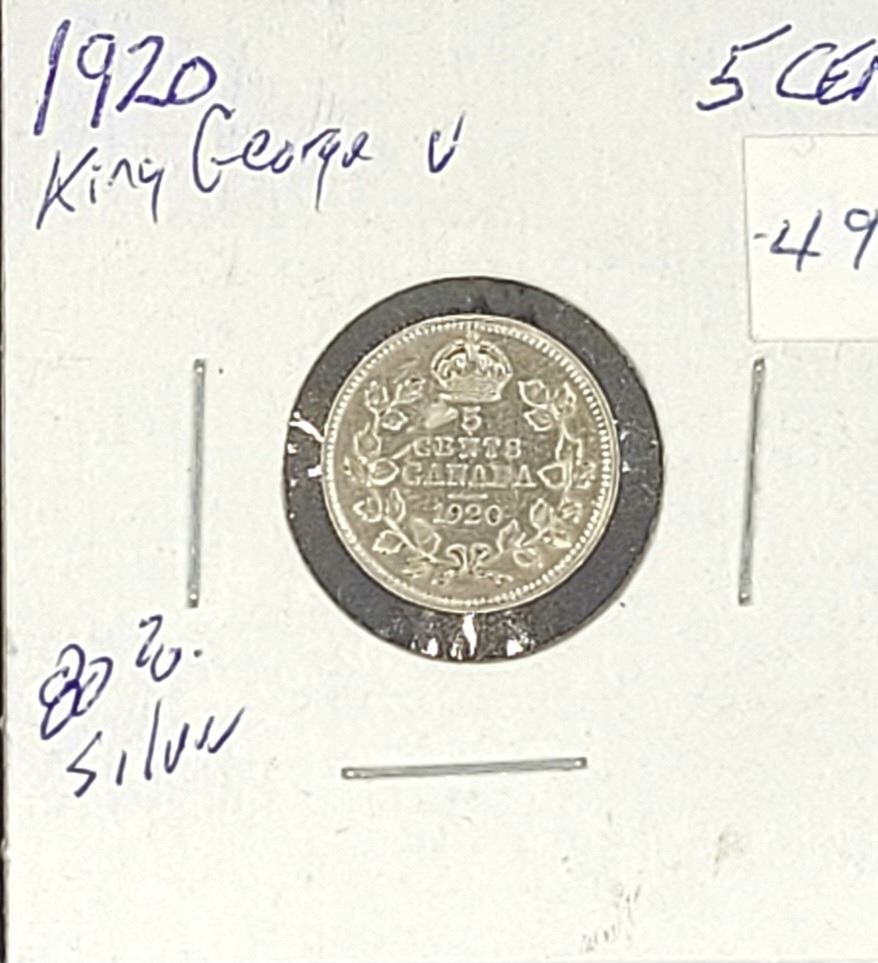 1920
5 CEN
King George V
-49
5
CENTS
CANADA
1920
80 %.
Silver